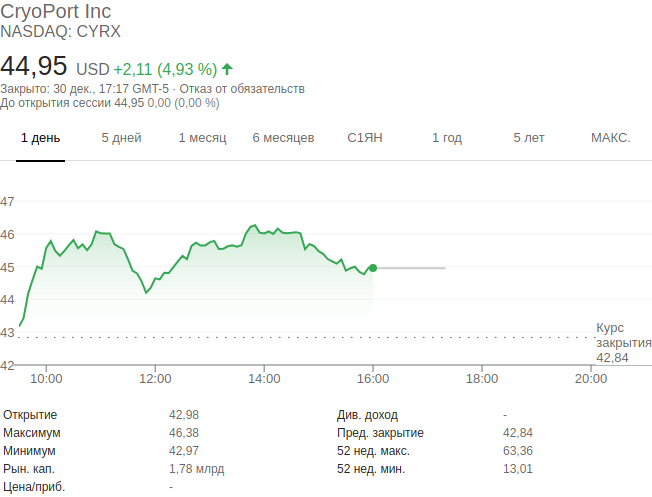 CryoPort Inc
NASDAQ: CYRX
44,95 USD +2,11 (4,93 %)
Закрыто: 30 дек., 17:17 GMT-5 · Отказ от обязательств
До открытия сессии 44,95 0,00 (0,00 %)
1 день 5 дней 1 месяц 6 месяцев С1ЯН 1 год 5 лет МАКС.
47
46
45
44
43
42
Курс
закрытия
42,84
10:00 12:00 14:00 16:00 18:00 20:00
Открытие 42,98 Див. доход -
Максимум 46,38 Пред. закрытие 42,84
Минимум 42,97 52 нед. макс. 63,36
Рын. кап. 1,78 млрд 52 нед. мин. 13,01
Цена/приб. -